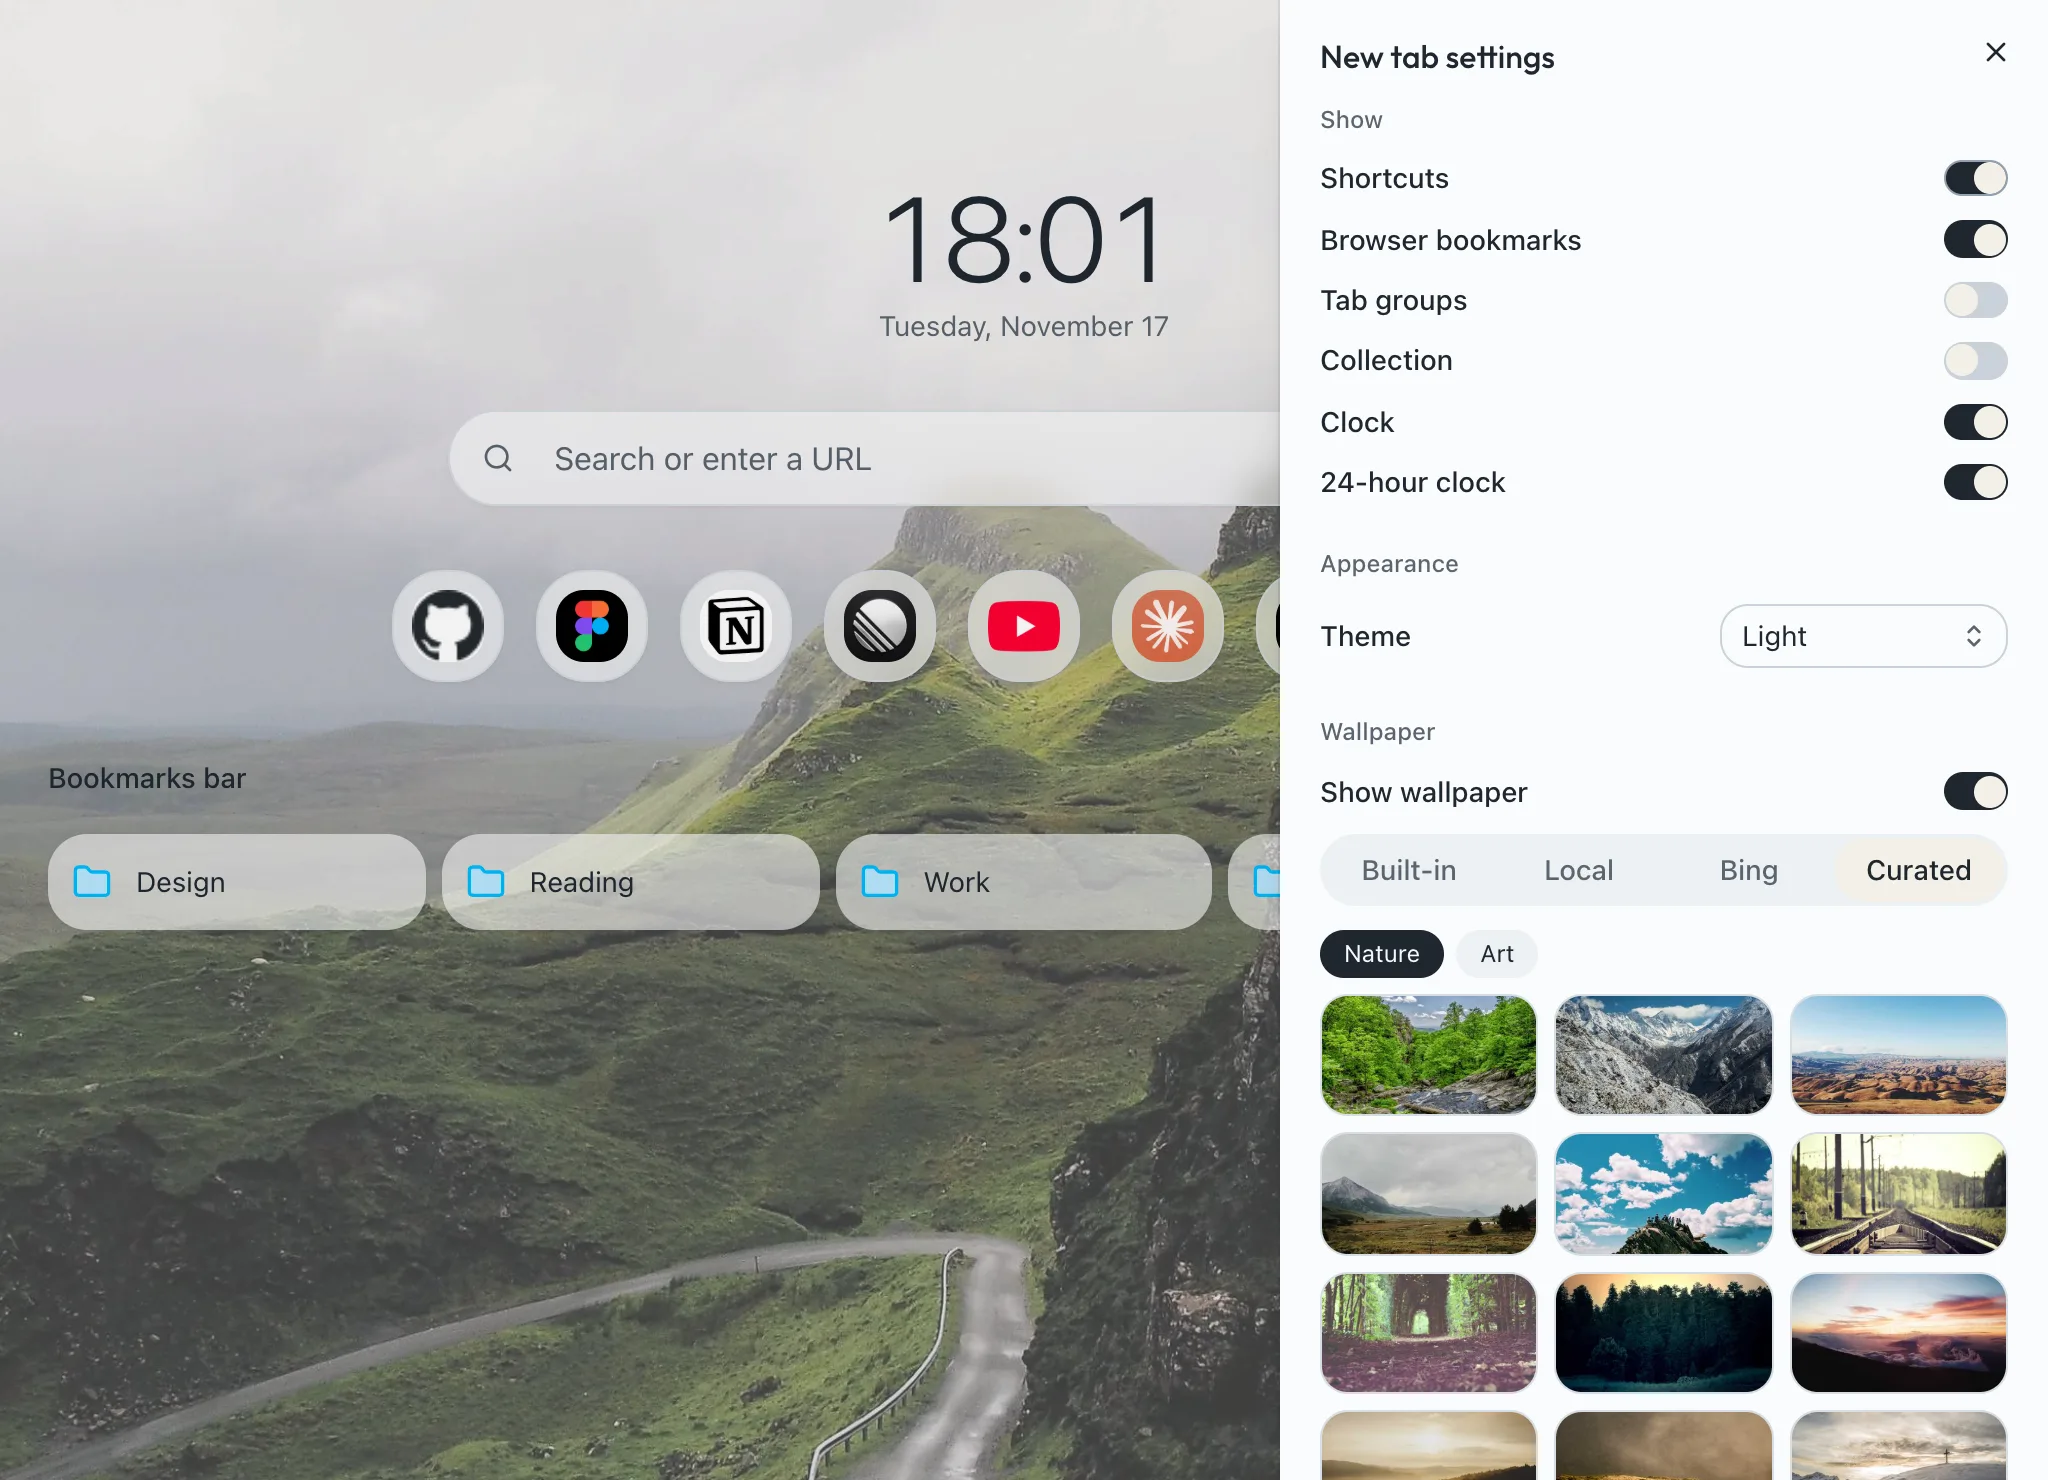 18:01
Tuesday, November 17
Search or enter a URL
N
Bookmarks bar
Design
Reading
Work
New tab settings
Show
Shortcuts
Browser bookmarks
Tab groups
Collection
Clock
24-hour clock
Appearance
Theme
Light
Wallpaper
Show wallpaper
Built-in
Local
Bing
Curated
Nature
Art